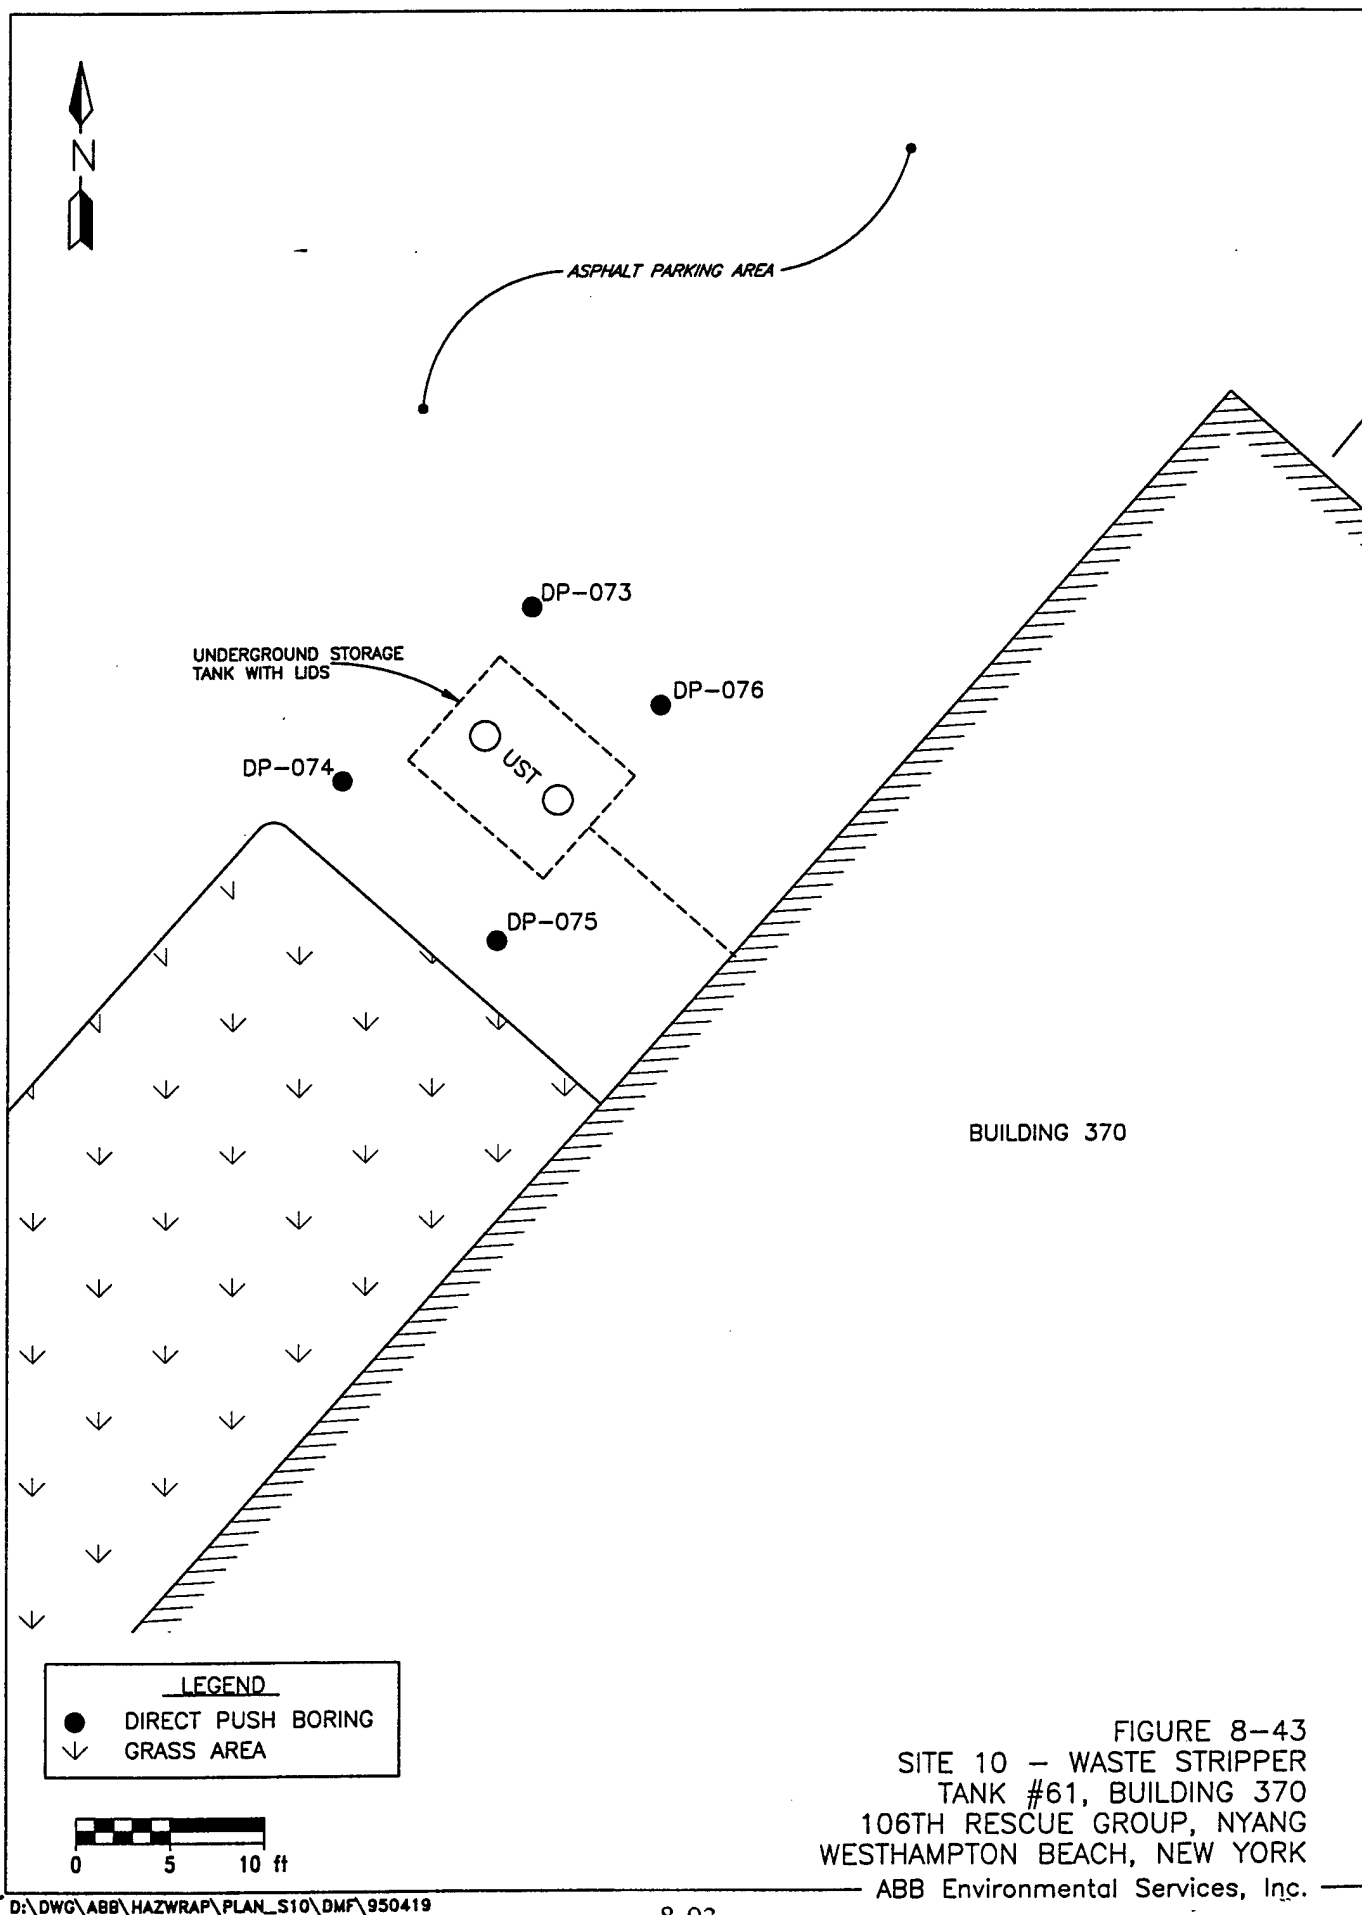 N
ASPHALT PARKING AREA
DP-073
UNDERGROUND STORAGE
TANK WITH LIDS
DP-076
UST
DP-074
DP-075
BUILDING 370
LEGEND
DIRECT PUSH BORING
GRASS AREA
0 5 10 ft
FIGURE 8-43
SITE 10 - WASTE STRIPPER
TANK #61, BUILDING 370
106TH RESCUE GROUP, NYANG
WESTHAMPTON BEACH, NEW YORK
ABB Environmental Services, Inc.
D:\DWG\ABB\HAZWRAP\PLAN_S10\DMF\950419